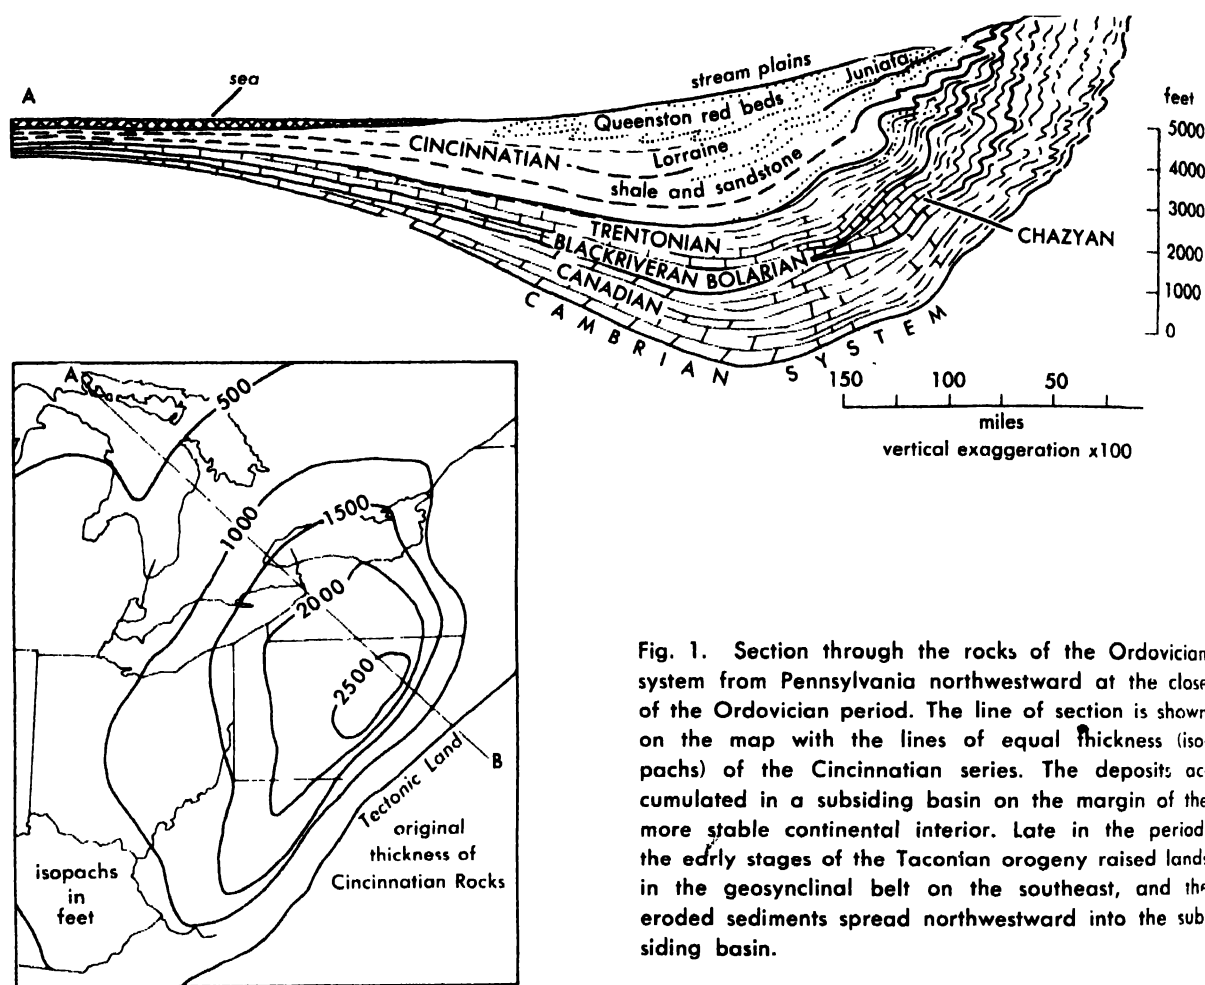 A
sea
stream plains
Juniata
Queenston red beds
CINCINNATIAN
Lorraine
shale and sandstone
TRENTONIAN
BLACKRIVERAN BOLARIAN
CANADIAN
CHAZYAN
CAMBRIAN SYSTEM
feet
5000
4000
3000
2000
1000
0
150 100 50
miles
vertical exaggeration x100
A
500
1000
1500
2000
2500
B
Tectonic Land
original
thickness of
Cincinnatian Rocks
isopachs
in
feet
Fig. 1. Section through the rocks of the Ordovician
system from Pennsylvania northwestward at the close
of the Ordovician period. The line of section is shown
on the map with the lines of equal thickness (iso-
pachs) of the Cincinnatian series. The deposits ac-
cumulated in a subsiding basin on the margin of the
more stable continental interior. Late in the period
the early stages of the Taconian orogeny raised lands
in the geosynclinal belt on the southeast, and the
eroded sediments spread northwestward into the sub-
siding basin.